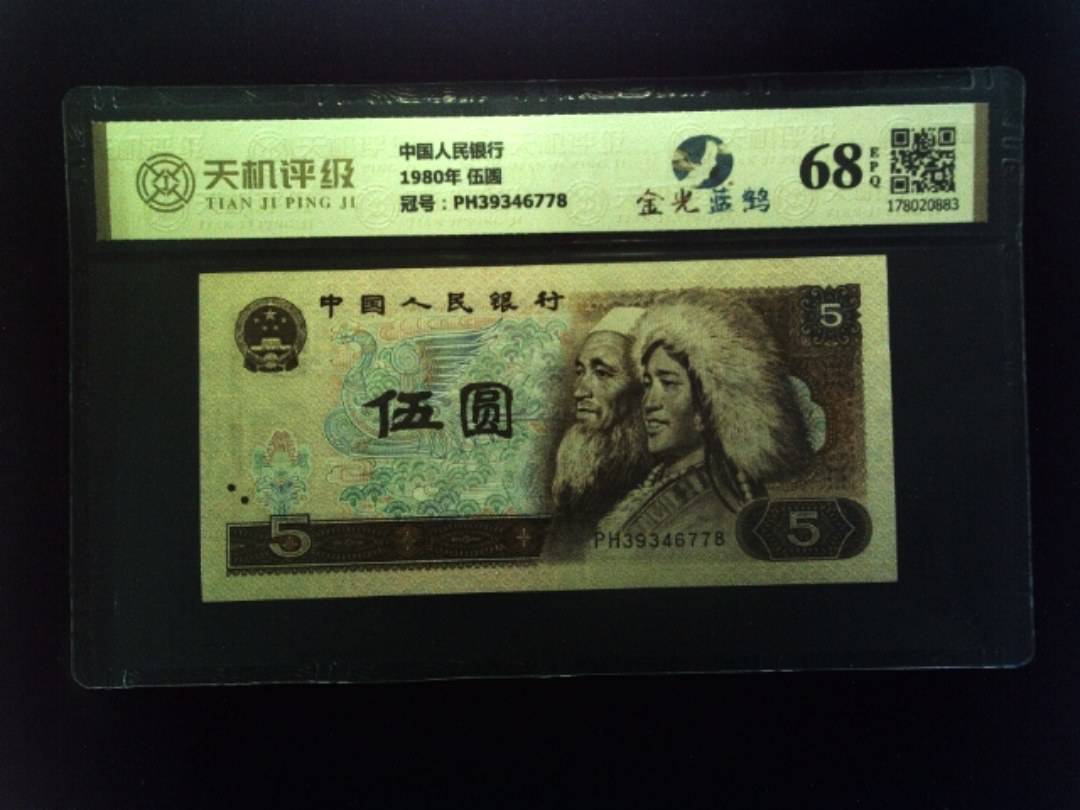 天机评级
TIAN JI PING JI
中国人民银行
1980年 伍圆
冠号：PH39346778
金光蓝鹤
68
EPQ
178020883
中国人民银行
5
伍圆
5
PH39346778
5